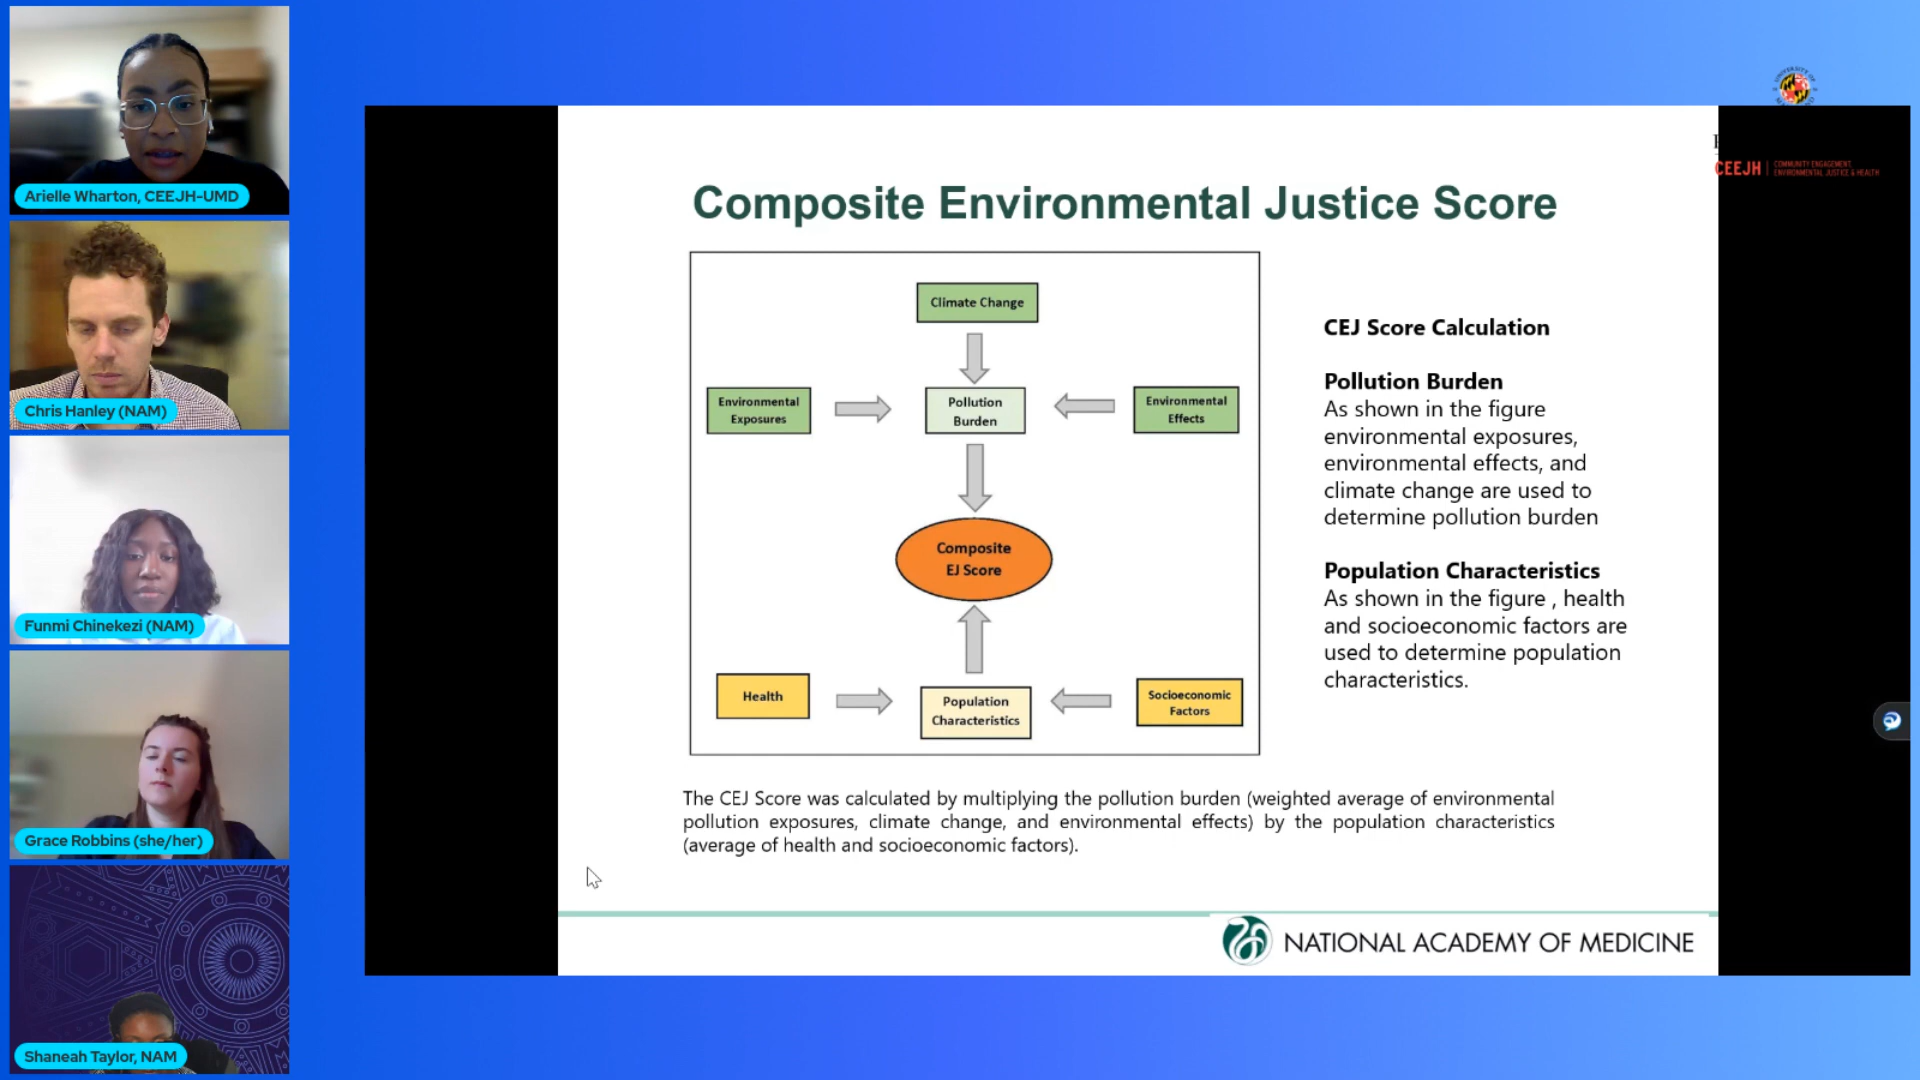 Arielle Wharton, CEEJH-UMD
Chris Hanley (NAM)
Funmi Chinekezi (NAM)
Grace Robbins (she/her)
Shaneah Taylor, NAM
UNIVERSITY OF
CEEJH
COMMUNITY ENGAGEMENT,
ENVIRONMENTAL JUSTICE & HEALTH
Composite Environmental Justice Score
Climate Change
Environmental
Exposures
Pollution
Burden
Environmental
Effects
Composite
EJ Score
Health
Population
Characteristics
Socioeconomic
Factors
CEJ Score Calculation
Pollution Burden
As shown in the figure
environmental exposures,
environmental effects, and
climate change are used to
determine pollution burden
Population Characteristics
As shown in the figure , health
and socioeconomic factors are
used to determine population
characteristics.
The CEJ Score was calculated by multiplying the pollution burden (weighted average of environmental
pollution exposures, climate change, and environmental effects) by the population characteristics
(average of health and socioeconomic factors).
NATIONAL ACADEMY OF MEDICINE